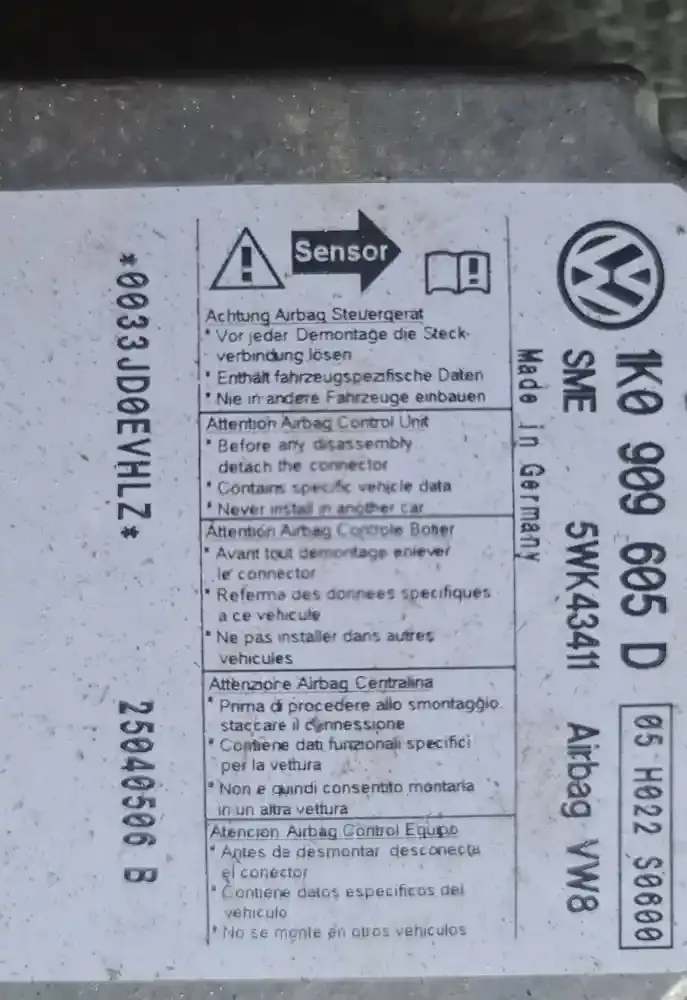 1K0 909 605 D
05 H022 S0600
SME 5WK43411 Airbag VW8
Made in Germany
Sensor
Achtung Airbag Steuergerat
* Vor jeder Demontage die Steck-
verbindung lösen
* Enthält fahrzeugspezifische Daten
* Nie in andere Fahrzeuge einbauen
Attention Airbag Control Unit
* Before any disassembly
detach the connector
* Contains specific vehicle data
* Never install in another car
Attention Airbag Controle Boher
* Avant tout demontage enlever
le connector
* Referma des donnees specifiques
a ce vehicule
* Ne pas installer dans autres
vehicules
Attenzione Airbag Centralina
* Prima di procedere allo smontaggio
staccare il connessione
* Contiene dati funzionali specifici
per la vettura
* Non e quindi consentito montarla
in un altra vettura
Atencion Airbag Control Equipo
* Antes de desmontar desconecta
el conector
* Contiene datos especificos del
vehiculo
* No se monte en otros vehiculos
*0033JD0EVHLZ*
25040506 B